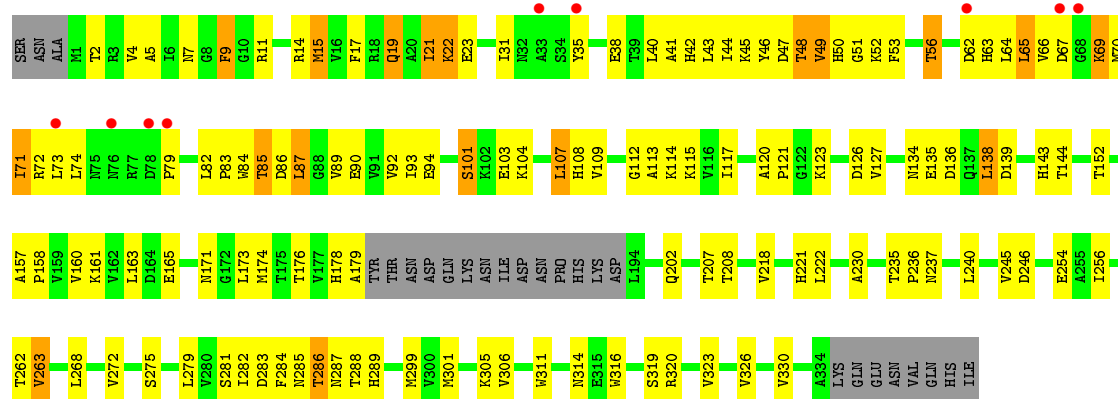 SER ASN ALA M1 T2 R3 V4 A5 I6 N7 G8 F9 G10 R11 R14 M15 V16 F17 R18 Q19 A20 I21 K22 E23 I31 N32 A33 S34 Y35 E38 T39 L40 A41 H42 L43 I44 K45 Y46 D47 T48 V49 H50 G51 K52 F53 T56 D62 H63 L64 L65 V66 D67 G68 K69 M70
I71 R72 L73 L74 N75 N76 R77 D78 P79 L82 P83 W84 T85 D86 L87 G88 V89 E90 V91 V92 I93 E94 S101 K102 E103 K104 L107 H108 V109 G112 A113 K114 K115 V116 I117 A120 P121 G122 K123 D126 V127 N134 E135 D136 Q137 L138 D139 H143 T144 T152
A157 P158 V159 V160 K161 V162 L163 D164 E165 N171 G172 L173 M174 T175 T176 V177 H178 A179 TYR THR ASN ASP GLN LYS ASN ILE ASP ASN PRO HIS LYS ASP L194 Q202 T207 T208 V218 H221 L222 A230 T235 P236 N237 L240 V245 D246 E254 A255 I256
T262 V263 L268 V272 S275 L279 V280 S281 I282 D283 F284 N285 T286 N287 T288 H289 M299 V300 M301 K305 V306 W311 N314 E315 W316 S319 R320 V323 V326 V330 A334 LYS GLN GLU ASN VAL GLN HIS ILE